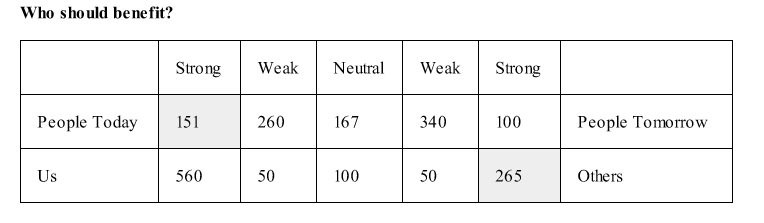 Who should benefit?
Strong Weak Neutral Weak Strong
People Today 151 260 167 340 100 People Tomorrow
Us 560 50 100 50 265 Others